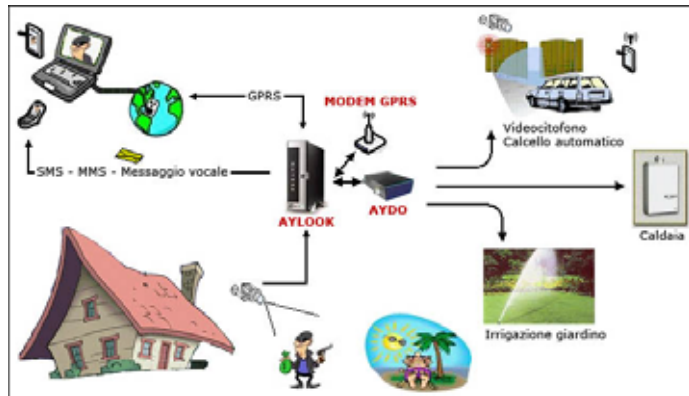 GPRS
MODEM GPRS
Videocitofono
Calcello automatico
SMS - MMS - Messaggio vocale
AYLOOK
AYDO
Caldaia
Irrigazione giardino